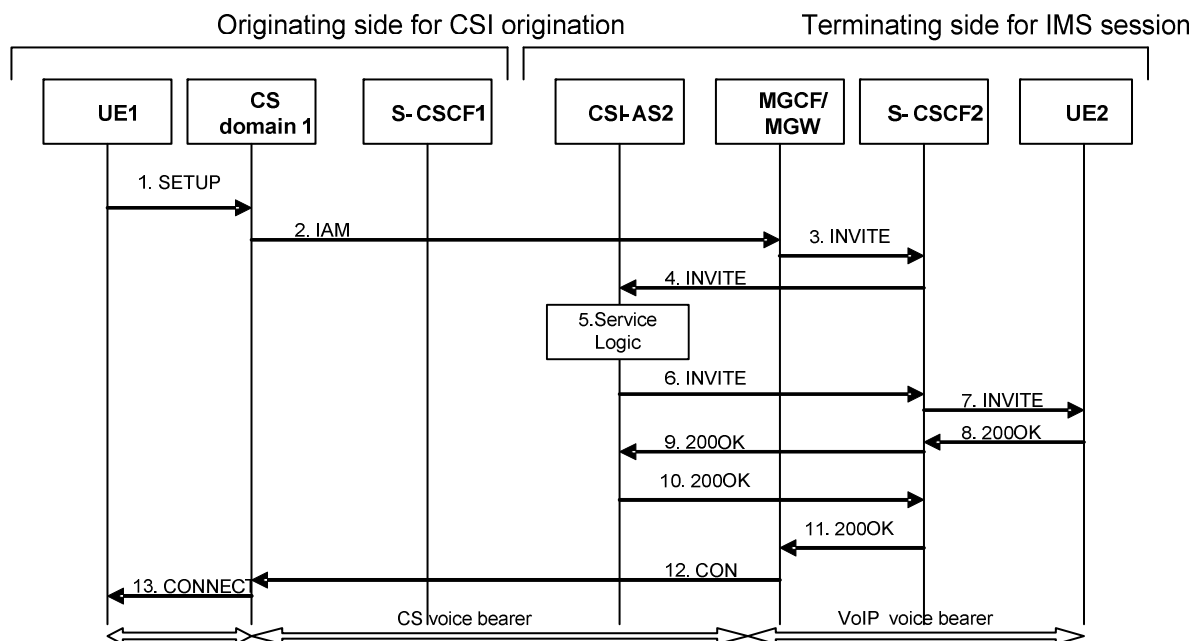 Originating side for CSI origination
Terminating side for IMS session
UE1
CS
domain 1
S-CSCF1
CSI-AS2
MGCF/
MGW
S-CSCF2
UE2
1. SETUP
2. IAM
3. INVITE
4. INVITE
5.Service
Logic
6. INVITE
7. INVITE
8. 200OK
9. 200OK
10. 200OK
11. 200OK
12. CON
13. CONNECT
CS voice bearer
VoIP voice bearer